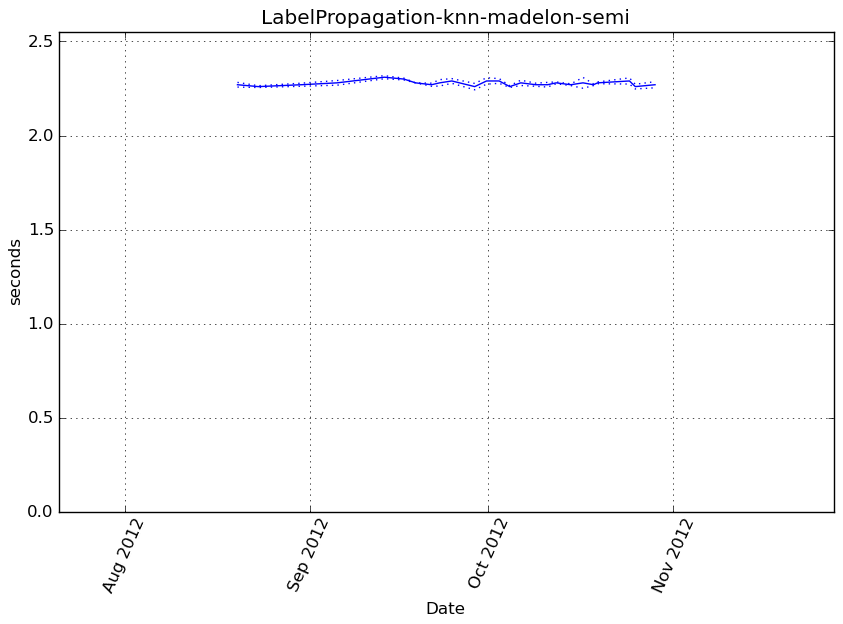 LabelPropagation-knn-madelon-semi
2.5
2.0
1.5
1.0
0.5
0.0
seconds
Aug 2012
Sep 2012
Oct 2012
Nov 2012
Date